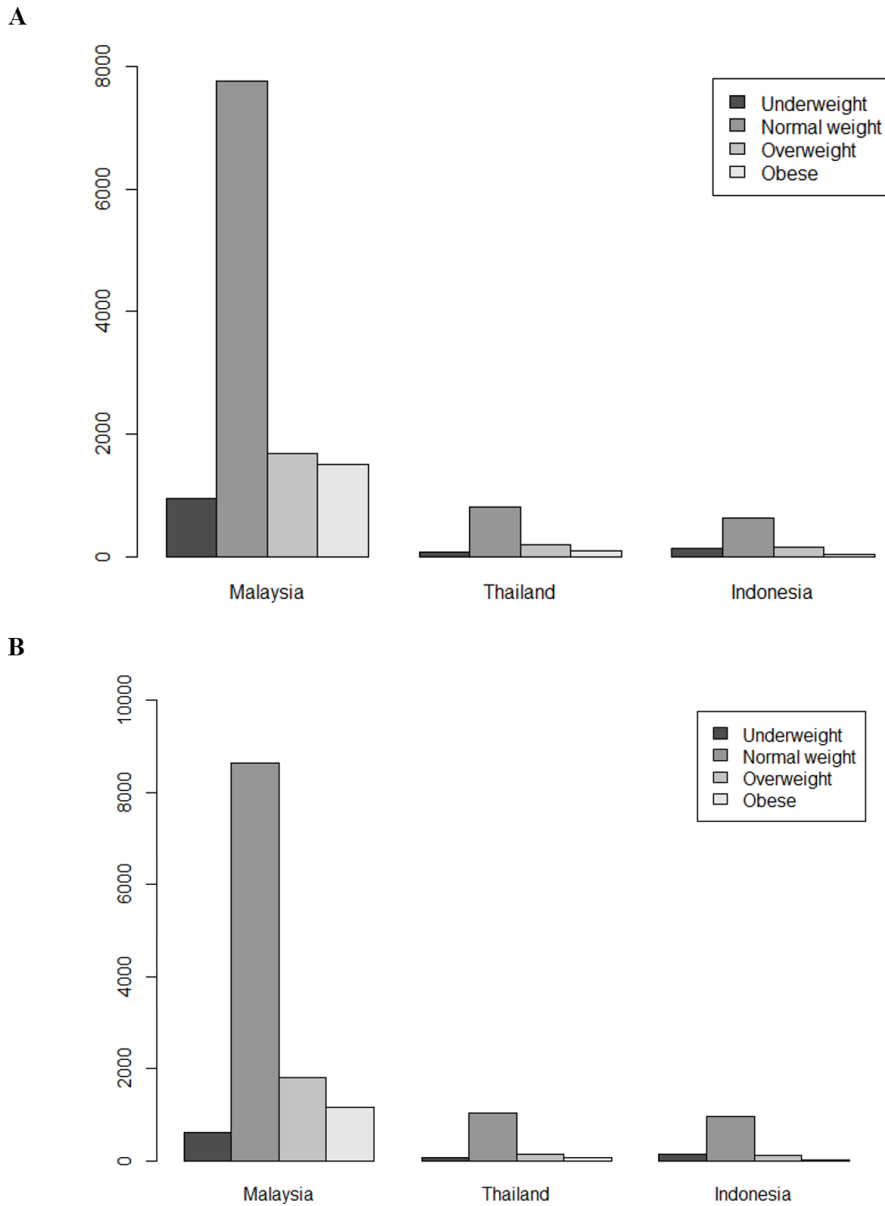 A
8000
6000
4000
2000
0
Underweight
Normal weight
Overweight
Obese
Malaysia Thailand Indonesia
B
10000
8000
6000
4000
2000
0
Underweight
Normal weight
Overweight
Obese
Malaysia Thailand Indonesia